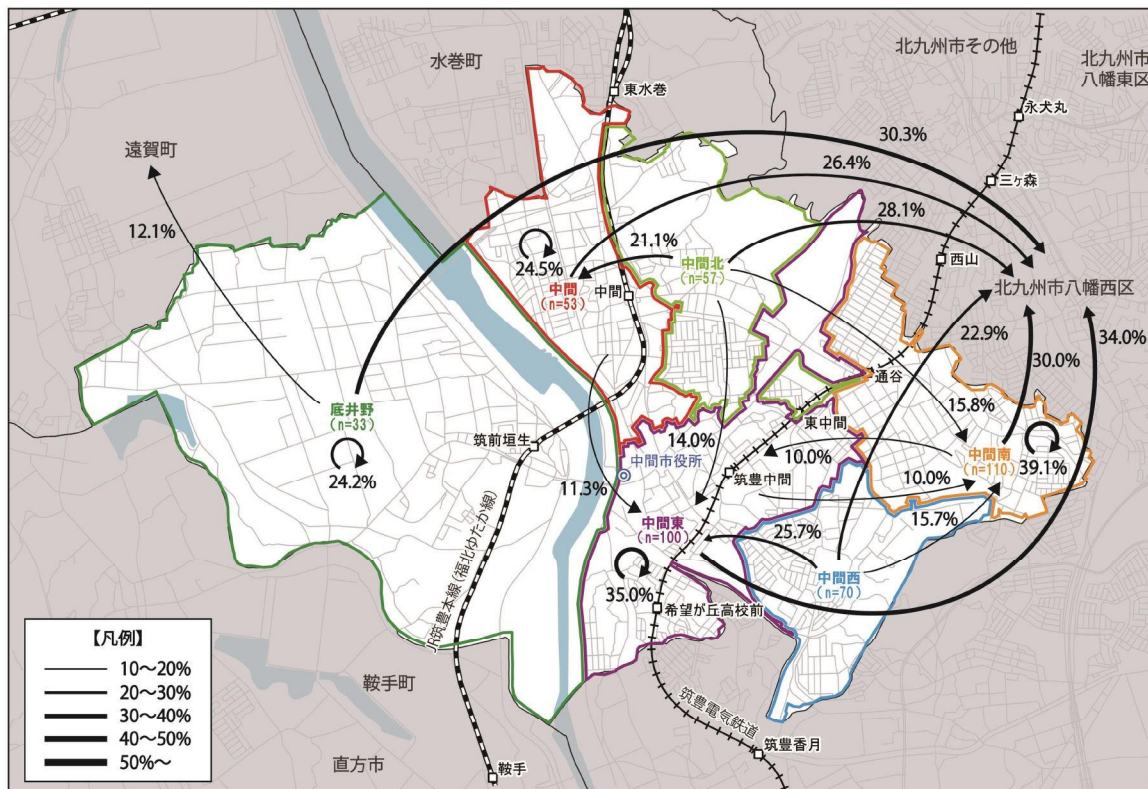 水巻町
北九州市その他
北九州市
八幡東区
東水巻
永犬丸
遠賀町
30.3%
26.4%
三ヶ森
28.1%
12.1%
21.1%
24.5%
中間
(n=53)
中間
中間北
(n=57)
西山
北九州市八幡西区
22.9%
34.0%
30.0%
通谷
底井野
(n=33)
24.2%
筑前垣生
15.8%
東中間
14.0%
中間市役所
10.0%
筑豊中間
中間南
(n=110)
39.1%
11.3%
10.0%
中間東
(n=100)
25.7%
15.7%
35.0%
中間西
(n=70)
希望が丘高校前
JR筑豊本線(福北ゆたか線)
【凡例】
10~20%
20~30%
30~40%
40~50%
50%~
鞍手町
直方市
鞍手
筑豊電気鉄道
筑豊香月